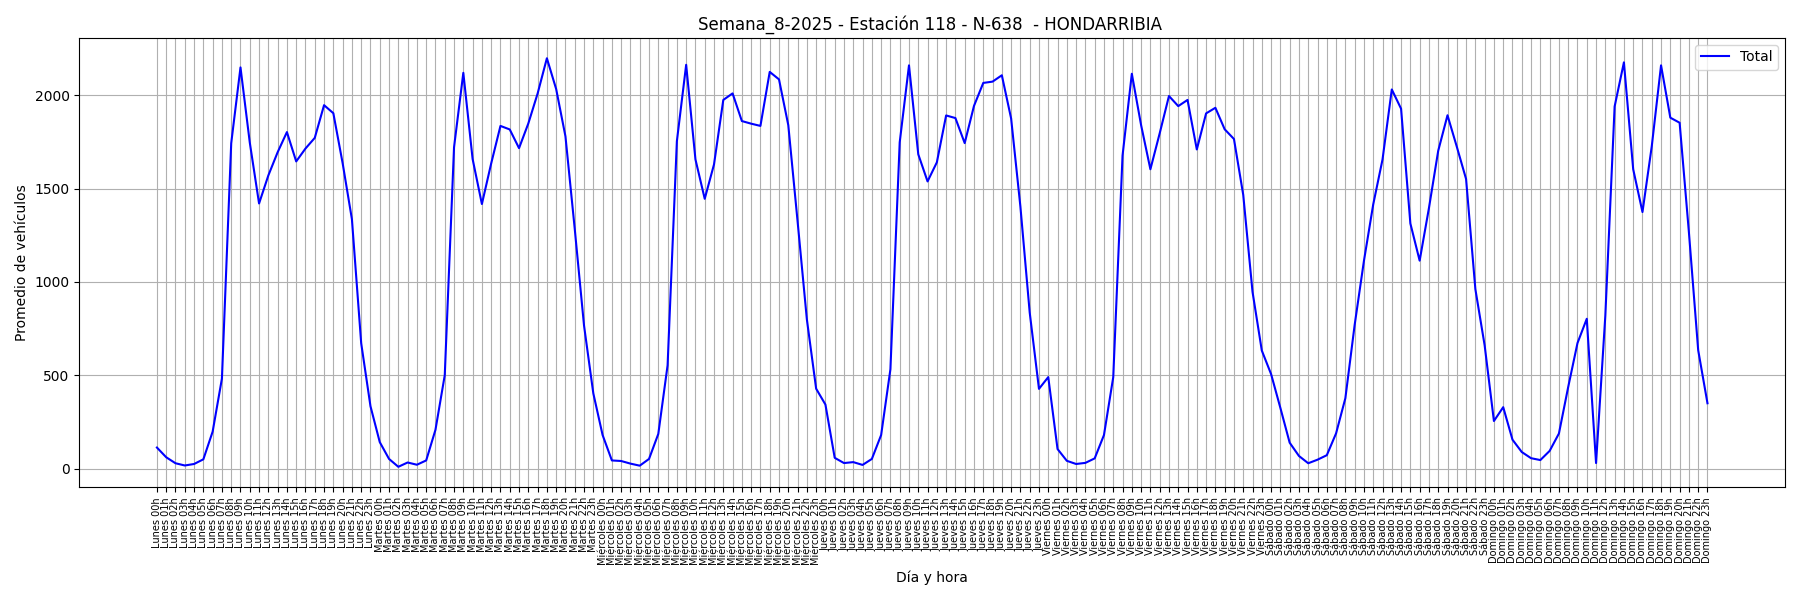 Semana_8-2025 - Estación 118 - N-638 - HONDARRIBIA
Total
Promedio de vehículos
2000
1500
1000
500
0
Lunes 00h
Lunes 01h
Lunes 02h
Lunes 03h
Lunes 04h
Lunes 05h
Lunes 06h
Lunes 07h
Lunes 08h
Lunes 09h
Lunes 10h
Lunes 11h
Lunes 12h
Lunes 13h
Lunes 14h
Lunes 15h
Lunes 16h
Lunes 17h
Lunes 18h
Lunes 19h
Lunes 20h
Lunes 21h
Lunes 22h
Lunes 23h
Martes 00h
Martes 01h
Martes 02h
Martes 03h
Martes 04h
Martes 05h
Martes 06h
Martes 07h
Martes 08h
Martes 09h
Martes 10h
Martes 11h
Martes 12h
Martes 13h
Martes 14h
Martes 15h
Martes 16h
Martes 17h
Martes 18h
Martes 19h
Martes 20h
Martes 21h
Martes 22h
Martes 23h
Miércoles 00h
Miércoles 01h
Miércoles 02h
Miércoles 03h
Miércoles 04h
Miércoles 05h
Miércoles 06h
Miércoles 07h
Miércoles 08h
Miércoles 09h
Miércoles 10h
Miércoles 11h
Miércoles 12h
Miércoles 13h
Miércoles 14h
Miércoles 15h
Miércoles 16h
Miércoles 17h
Miércoles 18h
Miércoles 19h
Miércoles 20h
Miércoles 21h
Miércoles 22h
Miércoles 23h
Jueves 00h
Jueves 01h
Jueves 02h
Jueves 03h
Jueves 04h
Jueves 05h
Jueves 06h
Jueves 07h
Jueves 08h
Jueves 09h
Jueves 10h
Jueves 11h
Jueves 12h
Jueves 13h
Jueves 14h
Jueves 15h
Jueves 16h
Jueves 17h
Jueves 18h
Jueves 19h
Jueves 20h
Jueves 21h
Jueves 22h
Jueves 23h
Viernes 00h
Viernes 01h
Viernes 02h
Viernes 03h
Viernes 04h
Viernes 05h
Viernes 06h
Viernes 07h
Viernes 08h
Viernes 09h
Viernes 10h
Viernes 11h
Viernes 12h
Viernes 13h
Viernes 14h
Viernes 15h
Viernes 16h
Viernes 17h
Viernes 18h
Viernes 19h
Viernes 20h
Viernes 21h
Viernes 22h
Viernes 23h
Sábado 00h
Sábado 01h
Sábado 02h
Sábado 03h
Sábado 04h
Sábado 05h
Sábado 06h
Sábado 07h
Sábado 08h
Sábado 09h
Sábado 10h
Sábado 11h
Sábado 12h
Sábado 13h
Sábado 14h
Sábado 15h
Sábado 16h
Sábado 17h
Sábado 18h
Sábado 19h
Sábado 20h
Sábado 21h
Sábado 22h
Sábado 23h
Domingo 00h
Domingo 01h
Domingo 02h
Domingo 03h
Domingo 04h
Domingo 05h
Domingo 06h
Domingo 07h
Domingo 08h
Domingo 09h
Domingo 10h
Domingo 11h
Domingo 12h
Domingo 13h
Domingo 14h
Domingo 15h
Domingo 16h
Domingo 17h
Domingo 18h
Domingo 19h
Domingo 20h
Domingo 21h
Domingo 22h
Domingo 23h
Día y hora